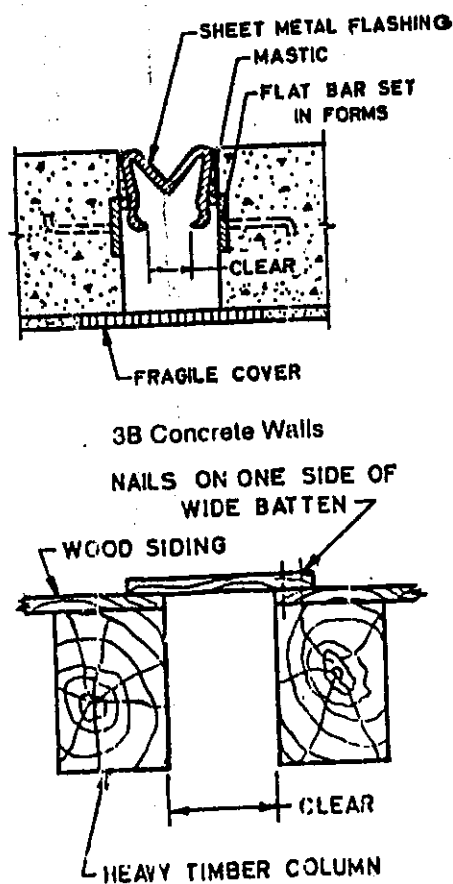 SHEET METAL FLASHING
MASTIC
FLAT BAR SET
IN FORMS
CLEAR
FRAGILE COVER
3B Concrete Walls
NAILS ON ONE SIDE OF
WIDE BATTEN
WOOD SIDING
CLEAR
HEAVY TIMBER COLUMN